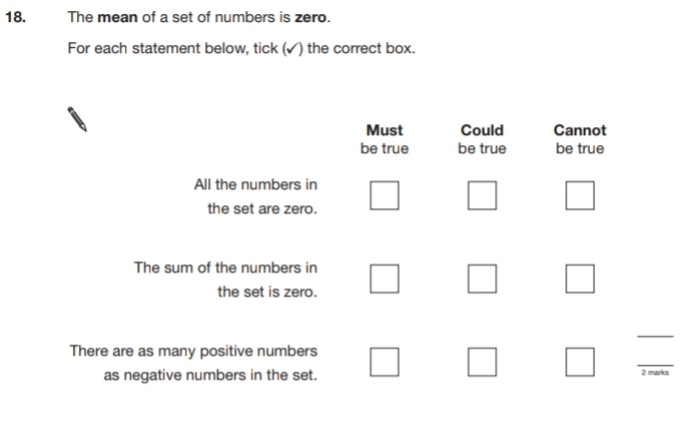 18. The mean of a set of numbers is zero.
For each statement below, tick (✓) the correct box.
Must Could Cannot
be true be true be true
All the numbers in
the set are zero.
The sum of the numbers in
the set is zero.
There are as many positive numbers
as negative numbers in the set.
2 marks